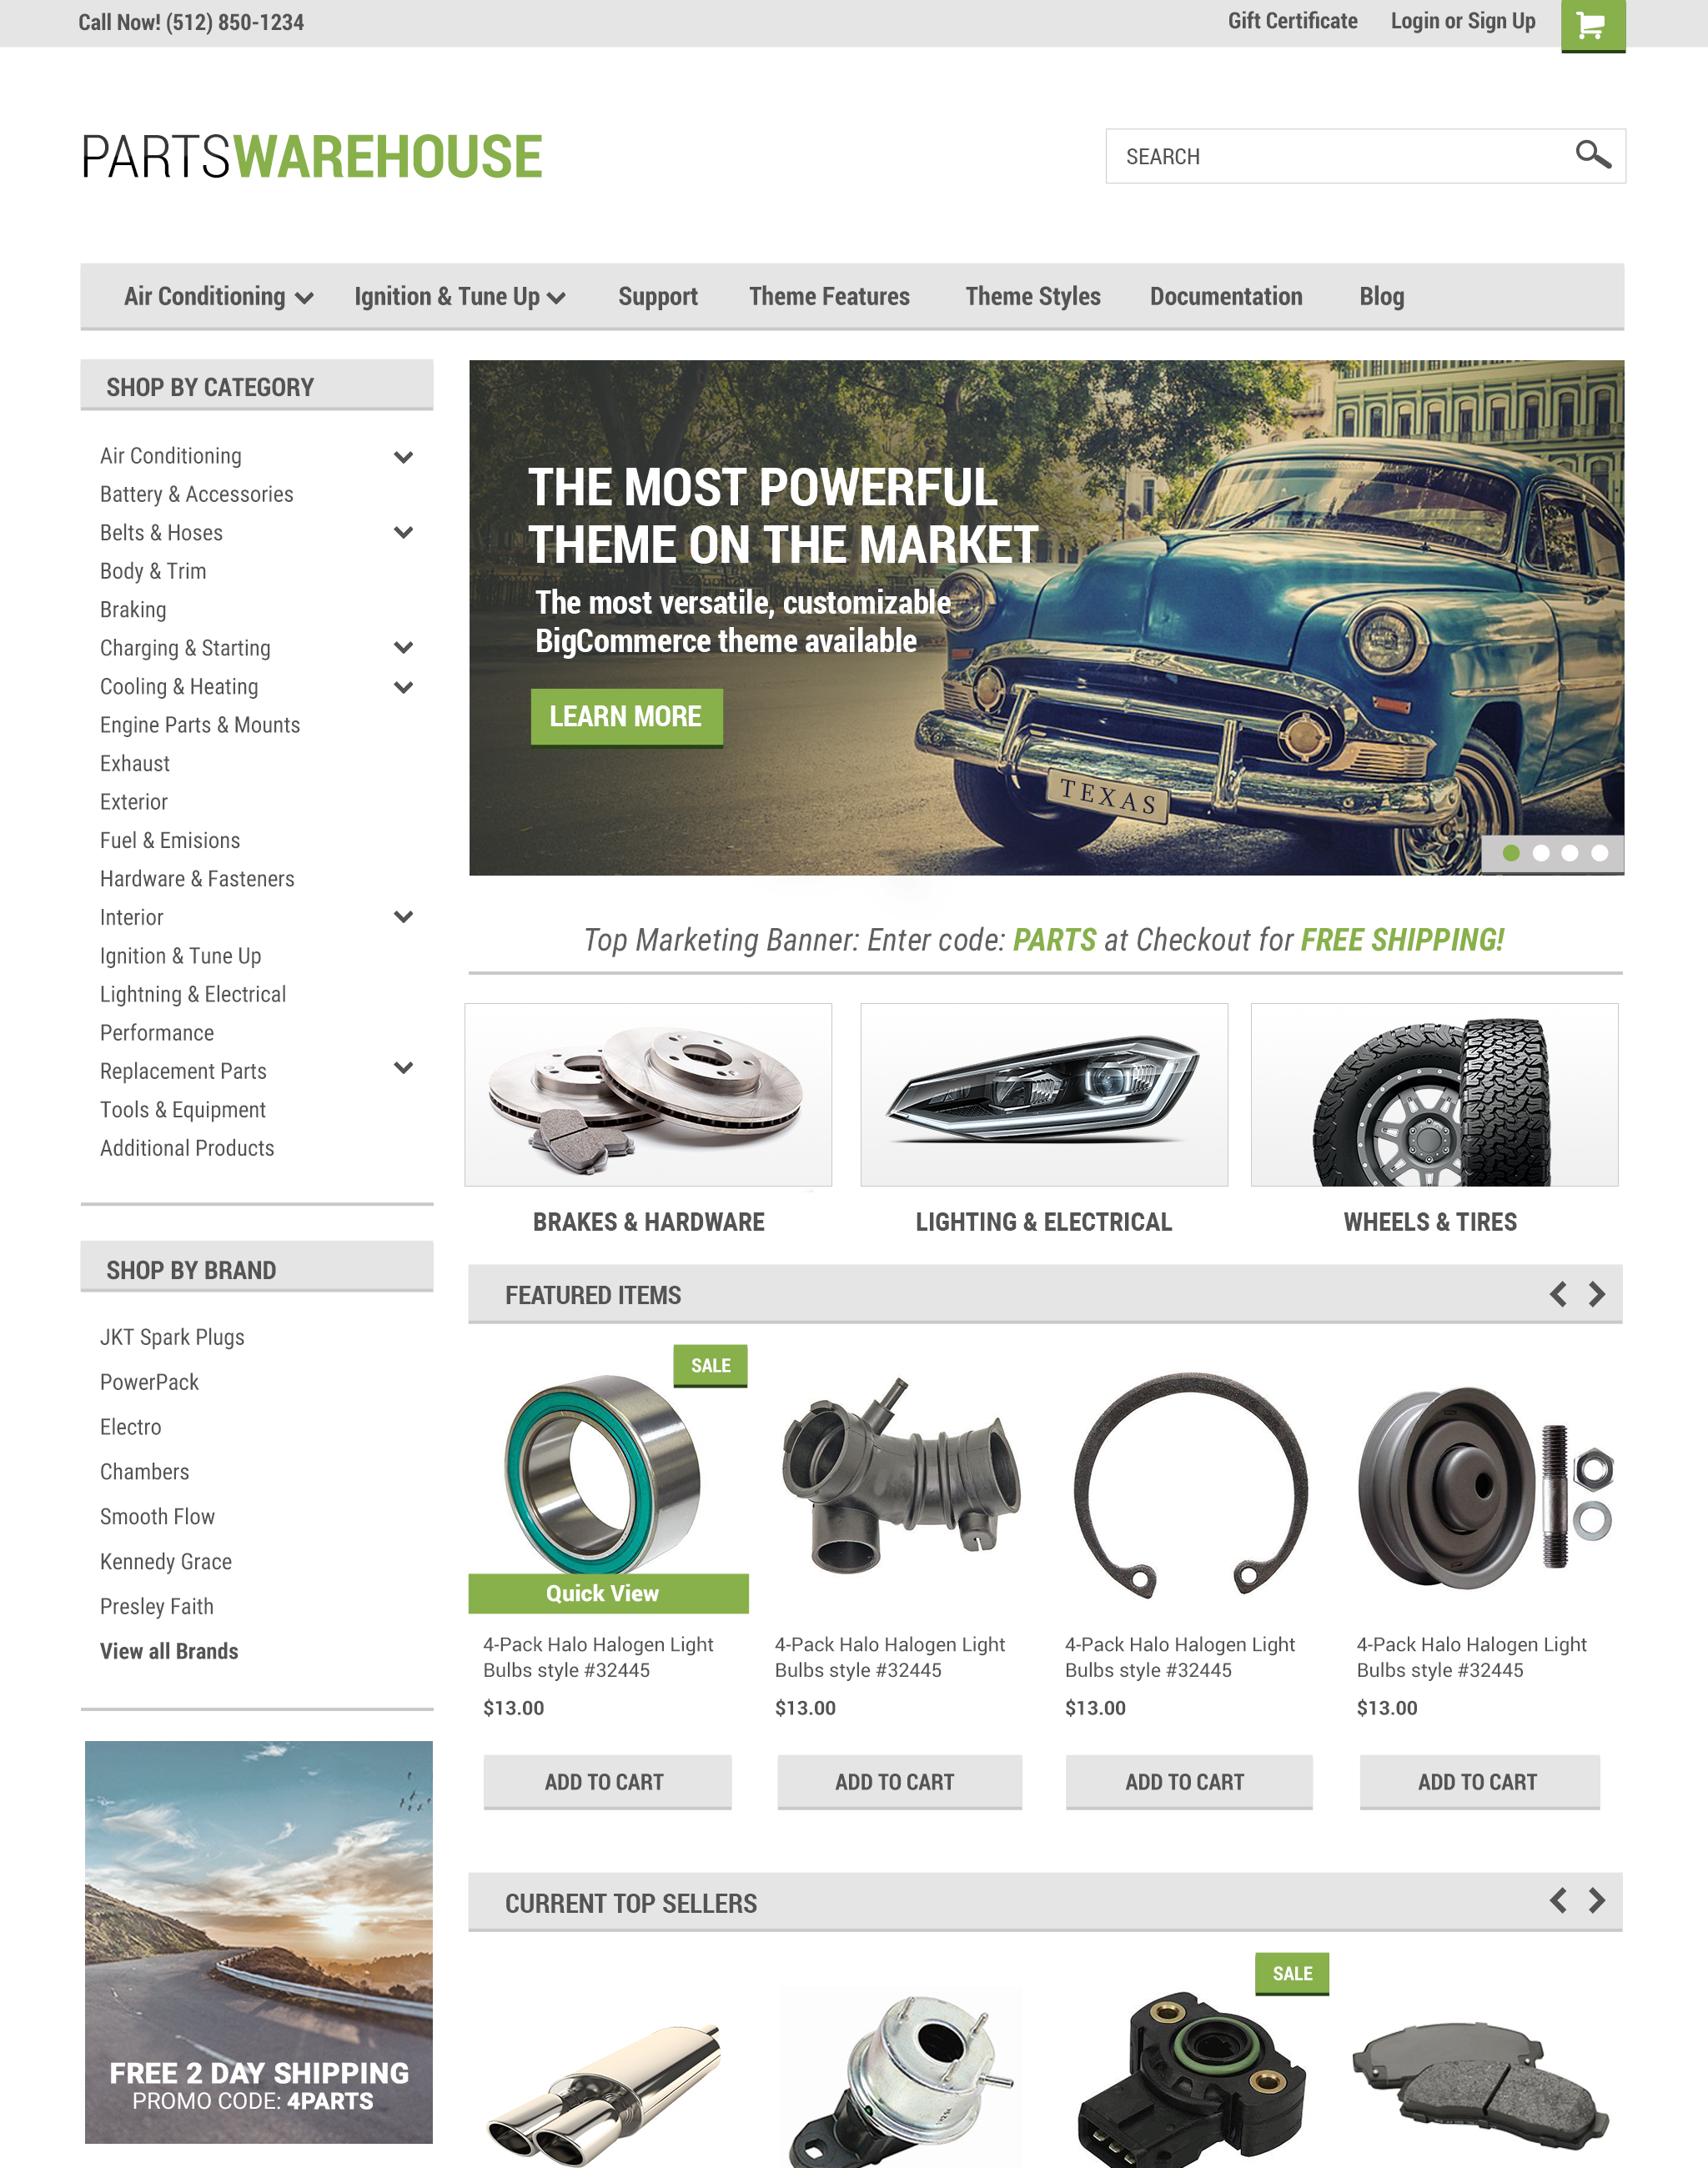 Call Now! (512) 850-1234
Gift Certificate
Login or Sign Up
PARTSWAREHOUSE
SEARCH
Air Conditioning
Ignition & Tune Up
Support
Theme Features
Theme Styles
Documentation
Blog
SHOP BY CATEGORY
Air Conditioning
Battery & Accessories
Belts & Hoses
Body & Trim
Braking
Charging & Starting
Cooling & Heating
Engine Parts & Mounts
Exhaust
Exterior
Fuel & Emisions
Hardware & Fasteners
Interior
Ignition & Tune Up
Lightning & Electrical
Performance
Replacement Parts
Tools & Equipment
Additional Products
SHOP BY BRAND
JKT Spark Plugs
PowerPack
Electro
Chambers
Smooth Flow
Kennedy Grace
Presley Faith
View all Brands
FREE 2 DAY SHIPPING
PROMO CODE: 4PARTS
THE MOST POWERFUL
THEME ON THE MARKET
The most versatile, customizable
BigCommerce theme available
LEARN MORE
TEXAS
Top Marketing Banner: Enter code: PARTS at Checkout for FREE SHIPPING!
BRAKES & HARDWARE
LIGHTING & ELECTRICAL
WHEELS & TIRES
FEATURED ITEMS
SALE
Quick View
4-Pack Halo Halogen Light
Bulbs style #32445
$13.00
ADD TO CART
4-Pack Halo Halogen Light
Bulbs style #32445
$13.00
ADD TO CART
4-Pack Halo Halogen Light
Bulbs style #32445
$13.00
ADD TO CART
4-Pack Halo Halogen Light
Bulbs style #32445
$13.00
ADD TO CART
CURRENT TOP SELLERS
SALE